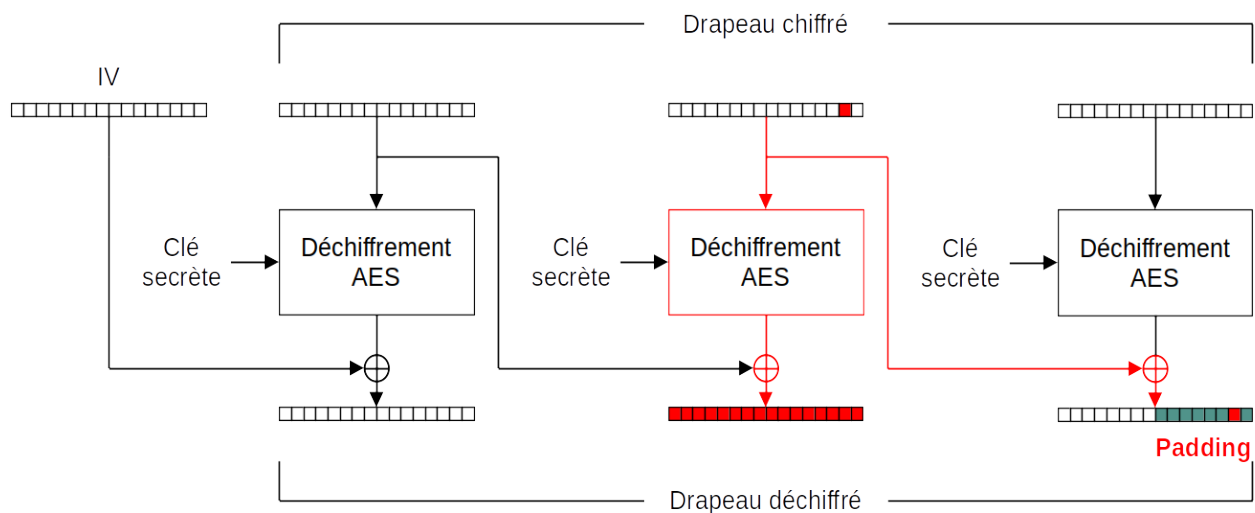 Drapeau chiffré
IV
Clé
secrète
Déchiffrement
AES
Clé
secrète
Déchiffrement
AES
Clé
secrète
Déchiffrement
AES
Padding
Drapeau déchiffré